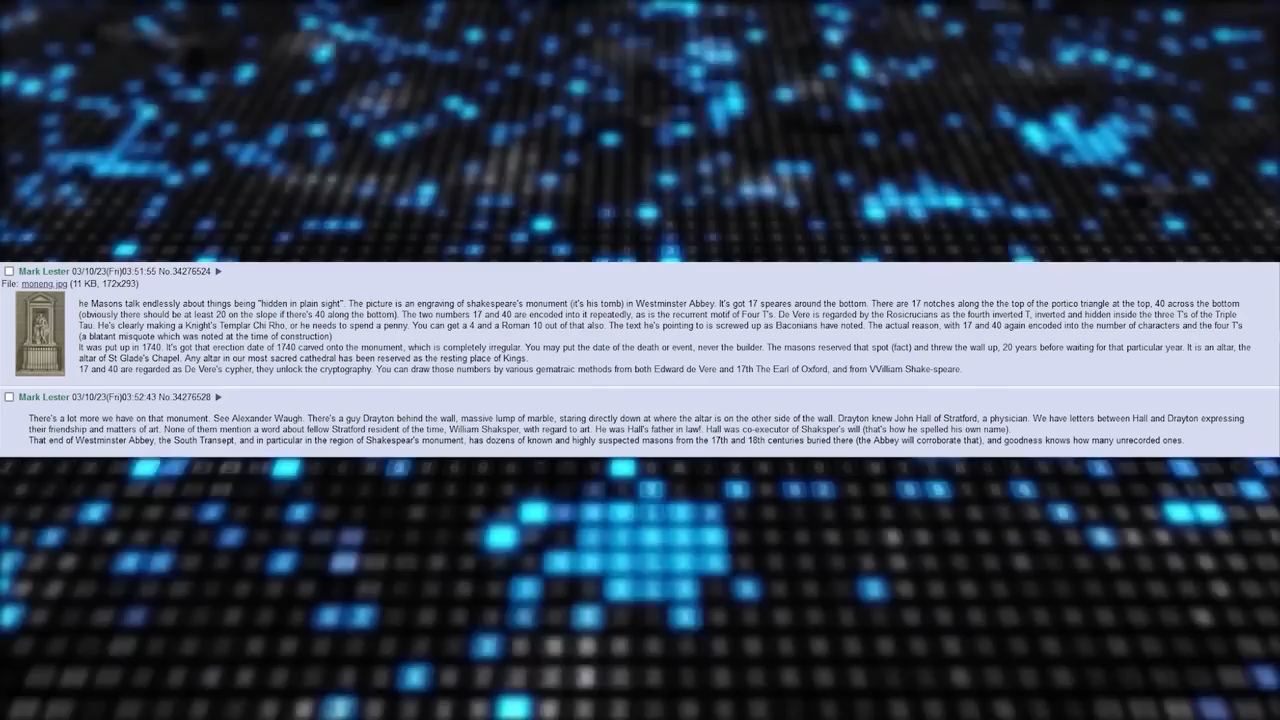 Mark Lester 03/10/23(Fri)03:51:55 No.34276524 ▶
File: moneng.jpg (11 KB, 172x293)
he Masons talk endlessly about things being "hidden in plain sight". The picture is an engraving of shakespeare's monument (it's his tomb) in Westminster Abbey. It's got 17 speares around the bottom. There are 17 notches along the the top of the portico triangle at the top, 40 across the bottom
(obviously there should be at least 20 on the slope if there's 40 along the bottom). The two numbers 17 and 40 are encoded into it repeatedly, as is the recurrent motif of Four T's. De Vere is regarded by the Rosicrucians as the fourth inverted T, inverted and hidden inside the three T's of the Triple
Tau. He's clearly making a Knight's Templar Chi Rho, or he needs to spend a penny. You can get a 4 and a Roman 10 out of that also. The text he's pointing to is screwed up as Baconians have noted. The actual reason, with 17 and 40 again encoded into the number of characters and the four T's
(a blatant misquote which was noted at the time of construction)
It was put up in 1740. It's got that erection date of 1740 carved onto the monument, which is completely irregular. You may put the date of the death or event, never the builder. The masons reserved that spot (fact) and threw the wall up, 20 years before waiting for that particular year. It is an altar, the
altar of St Glade's Chapel. Any altar in our most sacred cathedral has been reserved as the resting place of Kings.
17 and 40 are regarded as De Vere's cypher, they unlock the cryptography. You can draw those numbers by various gematraic methods from both Edward de Vere and 17th The Earl of Oxford, and from VVilliam Shake-speare.
Mark Lester 03/10/23(Fri)03:52:43 No.34276528 ▶
There's a lot more we have on that monument. See Alexander Waugh. There's a guy Drayton behind the wall, massive lump of marble, staring directly down at where the altar is on the other side of the wall. Drayton knew John Hall of Stratford, a physician. We have letters between Hall and Drayton expressing
their friendship and matters of art. None of them mention a word about fellow Stratford resident of the time, William Shaksper, with regard to art. He was Hall's father in law!. Hall was co-executor of Shaksper's will (that's how he spelled his own name).
That end of Westminster Abbey, the South Transept, and in particular in the region of Shakespear's monument, has dozens of known and highly suspected masons from the 17th and 18th centuries buried there (the Abbey will corroborate that), and goodness knows how many unrecorded ones.